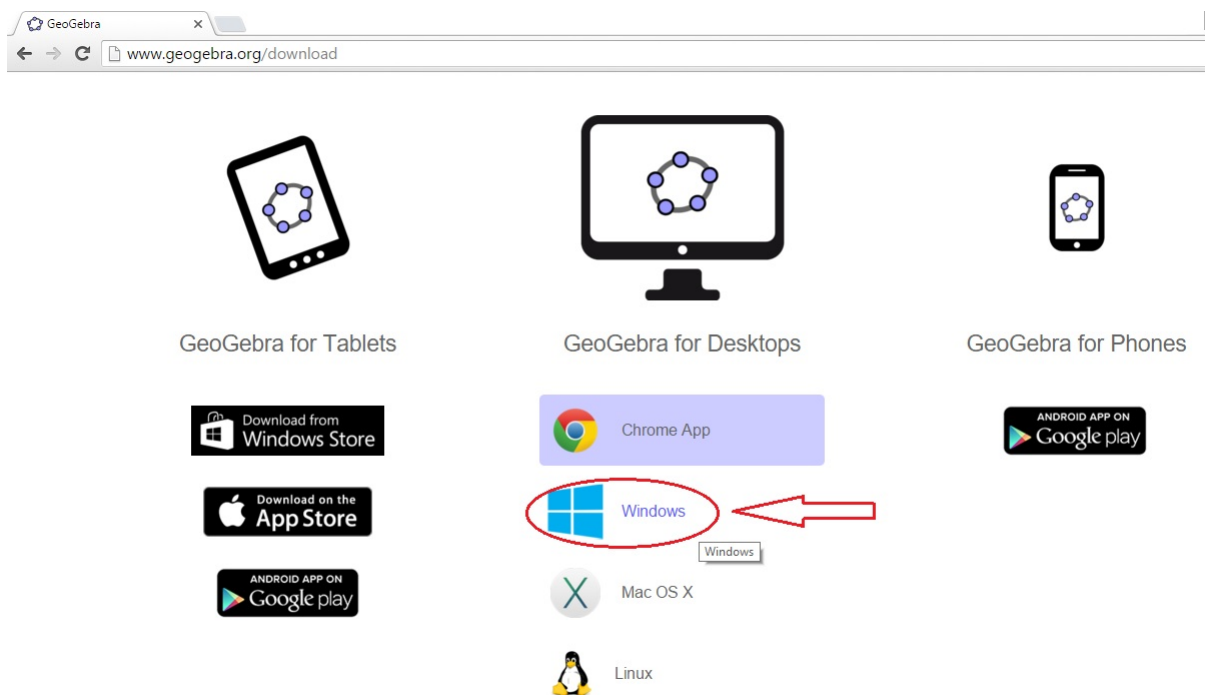 GeoGebra
www.geogebra.org/download
GeoGebra for Tablets
Download from
Windows Store
Download on the
App Store
ANDROID APP ON
Google play
GeoGebra for Desktops
Chrome App
Windows
Windows
Mac OS X
Linux
GeoGebra for Phones
ANDROID APP ON
Google play